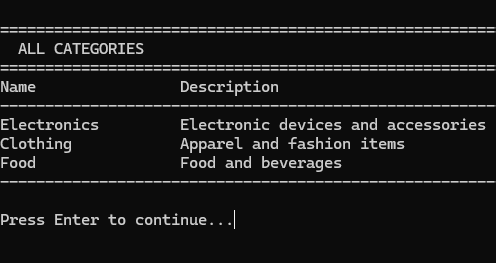 =======================================================
  ALL CATEGORIES
=======================================================
Name                Description
-------------------------------------------------------
Electronics         Electronic devices and accessories
Clothing            Apparel and fashion items
Food                Food and beverages
-------------------------------------------------------

Press Enter to continue...